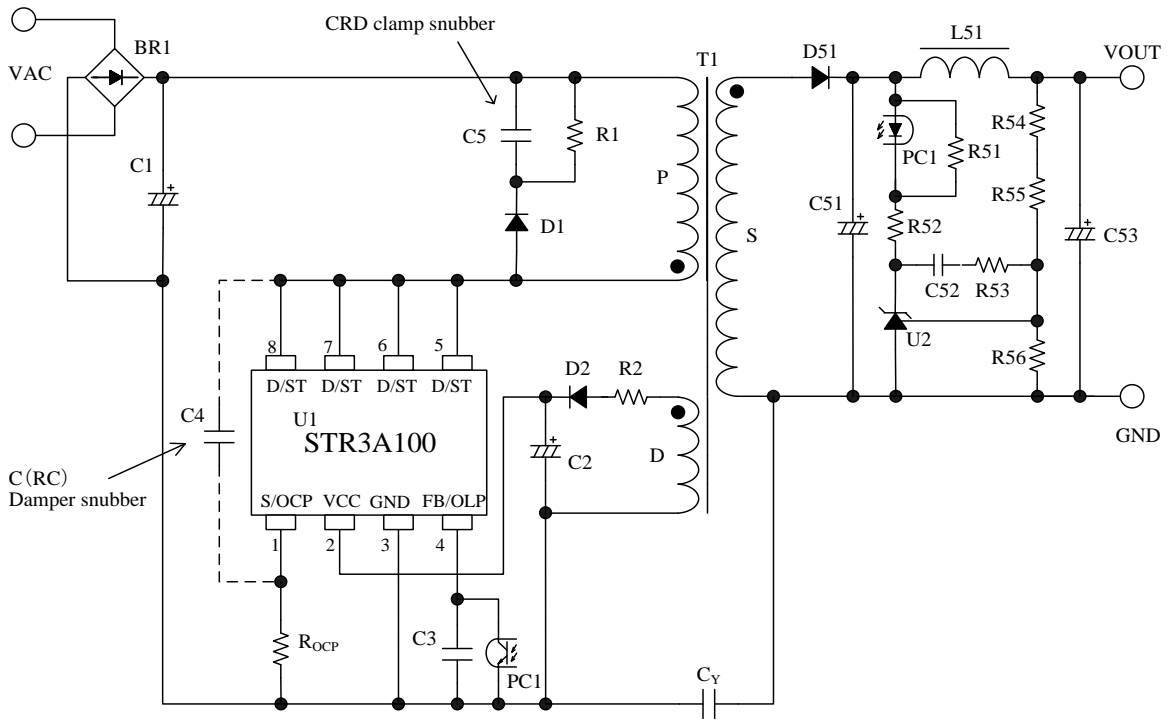 CRD clamp snubber
L51
BR1
D51
VOUT
VAC
T1
C5
R1
R54
PC1
R51
C1
P
R55
C51
R52
D1
S
C53
C52
R53
U2
R56
8
7
6
5
D/ST
D/ST
D/ST
D/ST
D2
R2
C4
U1
STR3A100
C2
D
GND
C(RC)
Damper snubber
S/OCP
VCC
GND
FB/OLP
1
2
3
4
ROCP
C3
PC1
CY